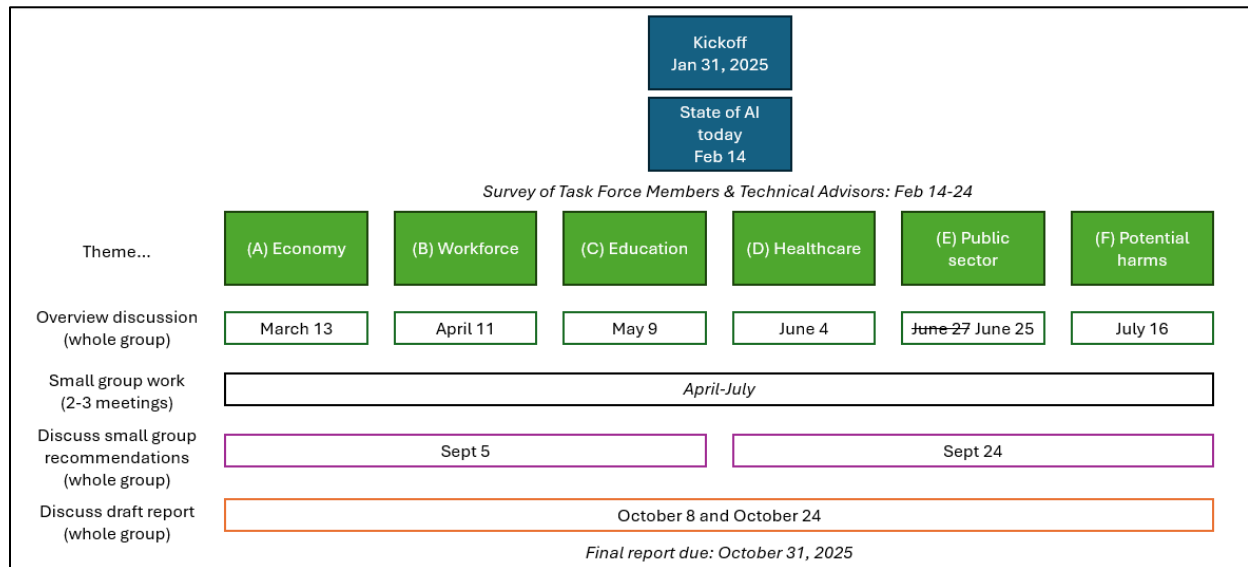 Kickoff
Jan 31, 2025
State of AI
today
Feb 14
Survey of Task Force Members & Technical Advisors: Feb 14-24
Theme...
(A) Economy
(B) Workforce
(C) Education
(D) Healthcare
(E) Public
sector
(F) Potential
harms
Overview discussion
(whole group)
March 13
April 11
May 9
June 4
June 27 June 25
July 16
Small group work
(2-3 meetings)
April-July
Discuss small group
recommendations
(whole group)
Sept 5
Sept 24
Discuss draft report
(whole group)
October 8 and October 24
Final report due: October 31, 2025